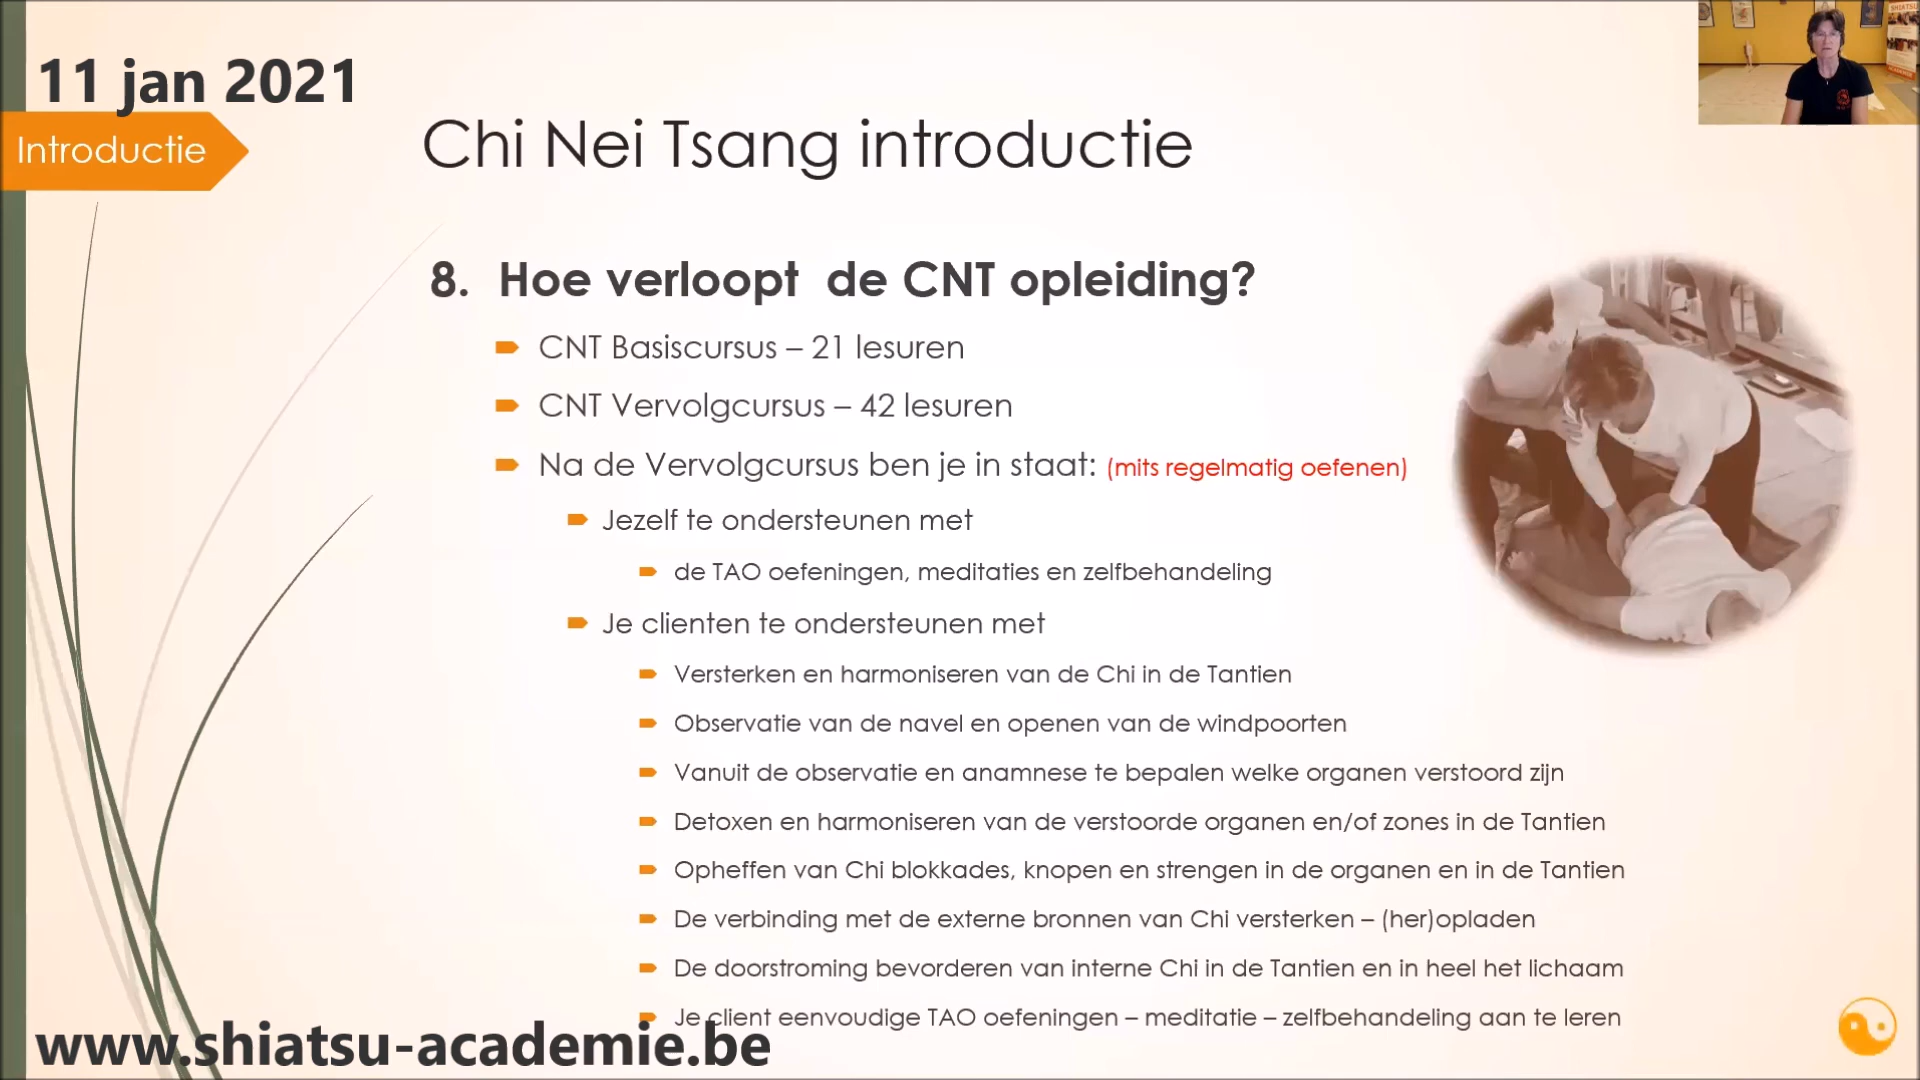 11 jan 2021
Introductie
Chi Nei Tsang introductie
8. Hoe verloopt de CNT opleiding?
CNT Basiscursus – 21 lesuren
CNT Vervolgcursus – 42 lesuren
Na de Vervolgcursus ben je in staat: (mits regelmatig oefenen)
Jezelf te ondersteunen met
de TAO oefeningen, meditaties en zelfbehandeling
Je clienten te ondersteunen met
Versterken en harmoniseren van de Chi in de Tantien
Observatie van de navel en openen van de windpoorten
Vanuit de observatie en anamnese te bepalen welke organen verstoord zijn
Detoxen en harmoniseren van de verstoorde organen en/of zones in de Tantien
Opheffen van Chi blokkades, knopen en strengen in de organen en in de Tantien
De verbinding met de externe bronnen van Chi versterken – (her)opladen
De doorstroming bevorderen van interne Chi in de Tantien en in heel het lichaam
Je client eenvoudige TAO oefeningen – meditatie – zelfbehandeling aan te leren
www.shiatsu-academie.be
SHIATSU